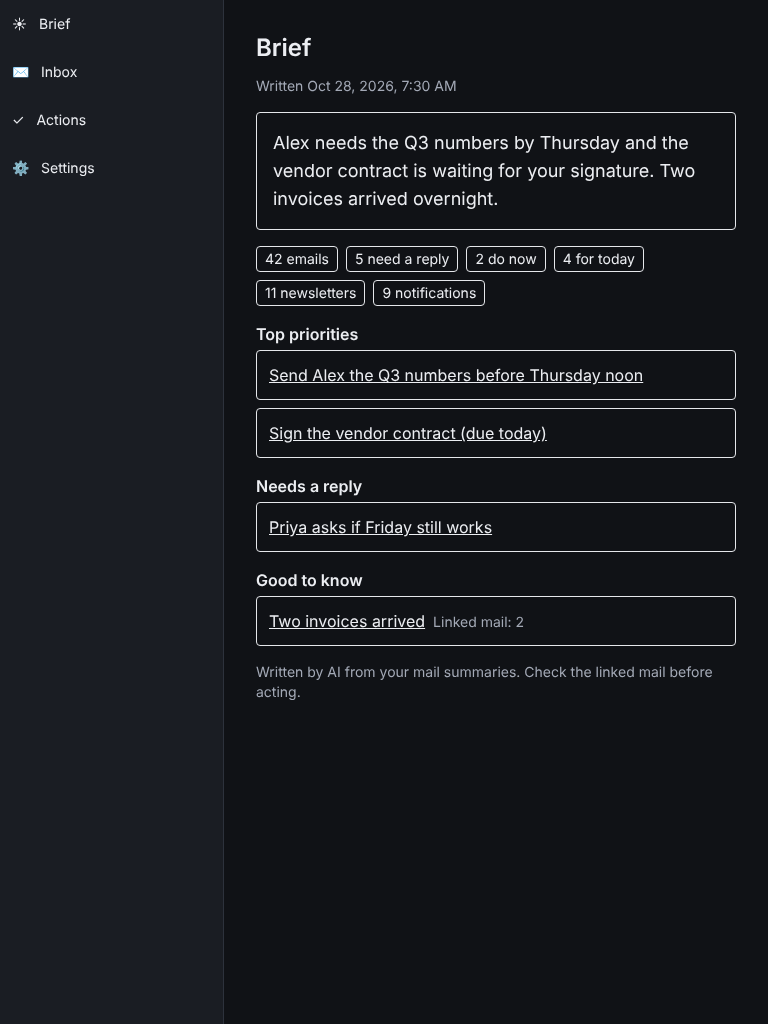 Brief
Inbox
Actions
Settings
Brief
Written Oct 28, 2026, 7:30 AM
Alex needs the Q3 numbers by Thursday and the
vendor contract is waiting for your signature. Two
invoices arrived overnight.
42 emails 5 need a reply 2 do now 4 for today
11 newsletters 9 notifications
Top priorities
Send Alex the Q3 numbers before Thursday noon
Sign the vendor contract (due today)
Needs a reply
Priya asks if Friday still works
Good to know
Two invoices arrived Linked mail: 2
Written by AI from your mail summaries. Check the linked mail before
acting.